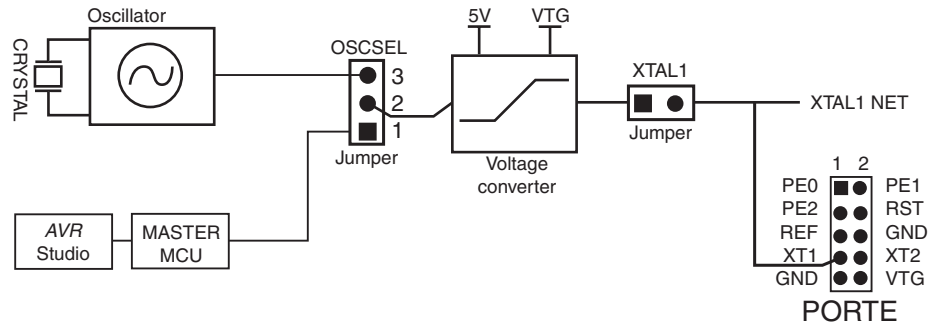 Oscillator
CRYSTAL
OSCSEL
3
2
1
Jumper
AVR
Studio
MASTER
MCU
5V VTG
Voltage
converter
XTAL1
Jumper
XTAL1 NET
1 2
PE0 PE1
PE2 RST
REF GND
XT1 XT2
GND VTG
PORTE